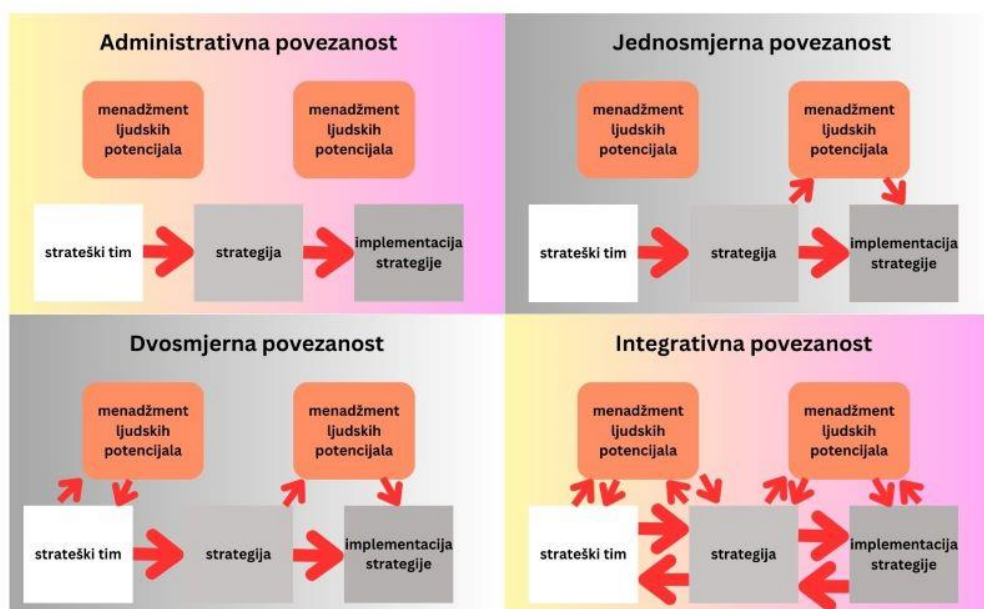 Administrativna povezanost
menadžment
ljudskih
potencijala
menadžment
ljudskih
potencijala
strateški tim
strategija
implementacija
strategije
Jednosmjerna povezanost
menadžment
ljudskih
potencijala
menadžment
ljudskih
potencijala
strateški tim
strategija
implementacija
strategije
Dvosmjerna povezanost
menadžment
ljudskih
potencijala
menadžment
ljudskih
potencijala
strateški tim
strategija
implementacija
strategije
Integrativna povezanost
menadžment
ljudskih
potencijala
menadžment
ljudskih
potencijala
strateški tim
strategija
implementacija
strategije